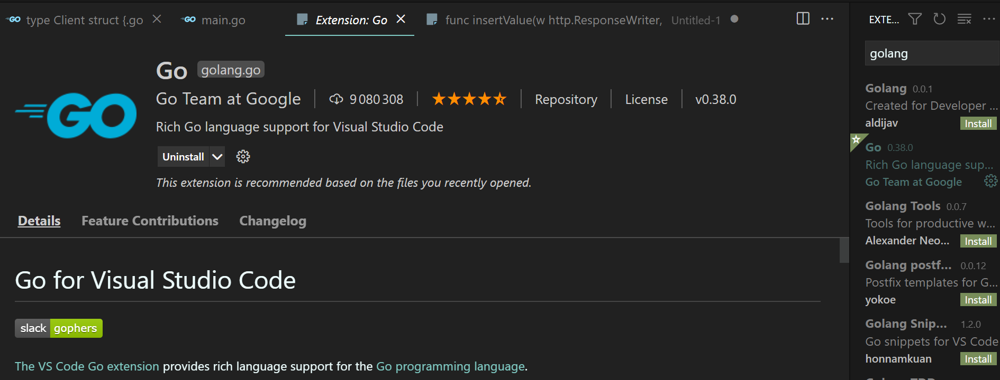 type Client struct {.go
main.go
Extension: Go
func insertValue(w http.ResponseWriter, Untitled-1
GO
Go golang.go
Go Team at Google 9 080 308 Repository License v0.38.0
Rich Go language support for Visual Studio Code
Uninstall
This extension is recommended based on the files you recently opened.
Details Feature Contributions Changelog
Go for Visual Studio Code
slack gophers
The VS Code Go extension provides rich language support for the Go programming language.
EXTE...
golang
Golang 0.0.1
Created for Developer ...
aldijav Install
Go 0.38.0
Rich Go language sup...
Go Team at Google
Golang Tools 0.0.7
Tools for productive w...
Alexander Neo... Install
Golang postf... 0.0.12
Postfix templates for G...
yokoe Install
Golang Snip... 1.2.0
Go snippets for VS Code
honnamkuan Install